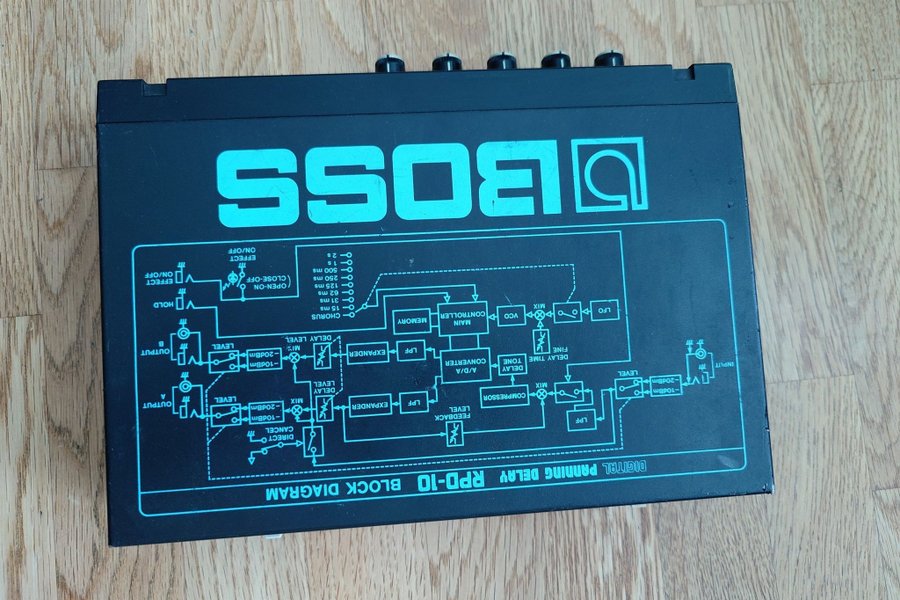 BOSS
DIGITAL PANNING DELAY RPD-10 BLOCK DIAGRAM
INPUT
-10dBm
-20dBm
LEVEL
LPF
MIX
COMPRESSOR
DELAY
TONE
FEEDBACK
LEVEL
A/D/A
CONVERTER
LPF
EXPANDER
DELAY
LEVEL
MIX
DIRECT
CANCEL
-10dBm
-20dBm
LEVEL
OUTPUT
A
LPF
EXPANDER
DELAY LEVEL
MIX
-10dBm
-20dBm
LEVEL
OUTPUT
B
LFO
FINE
DELAY TIME
MIX
VCO
MAIN
CONTROLLER
MEMORY
CHORUS
15 ms
31 ms
62 ms
125 ms
250 ms
500 ms
1 s
2 s
HOLD
EFFECT
ON/OFF
(OPEN-ON
CLOSE-OFF)
EFFECT
ON/OFF